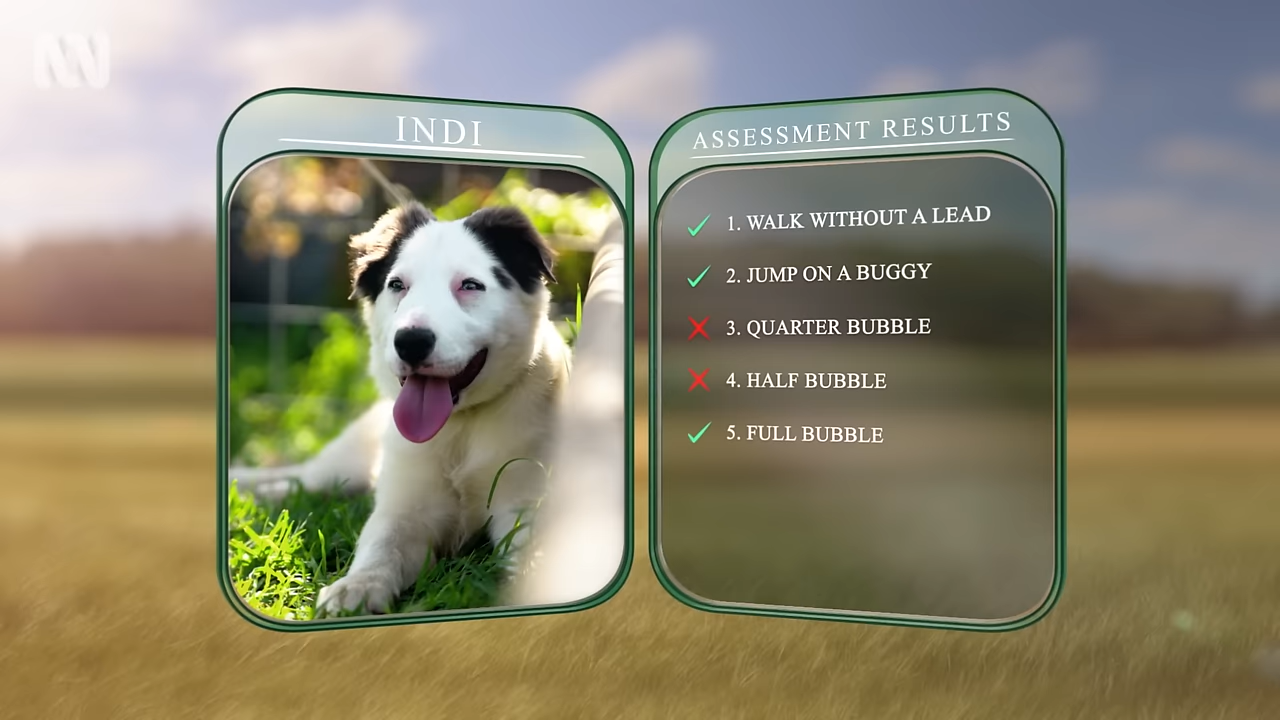 INDI
ASSESSMENT RESULTS
1. WALK WITHOUT A LEAD
2. JUMP ON A BUGGY
3. QUARTER BUBBLE
4. HALF BUBBLE
5. FULL BUBBLE